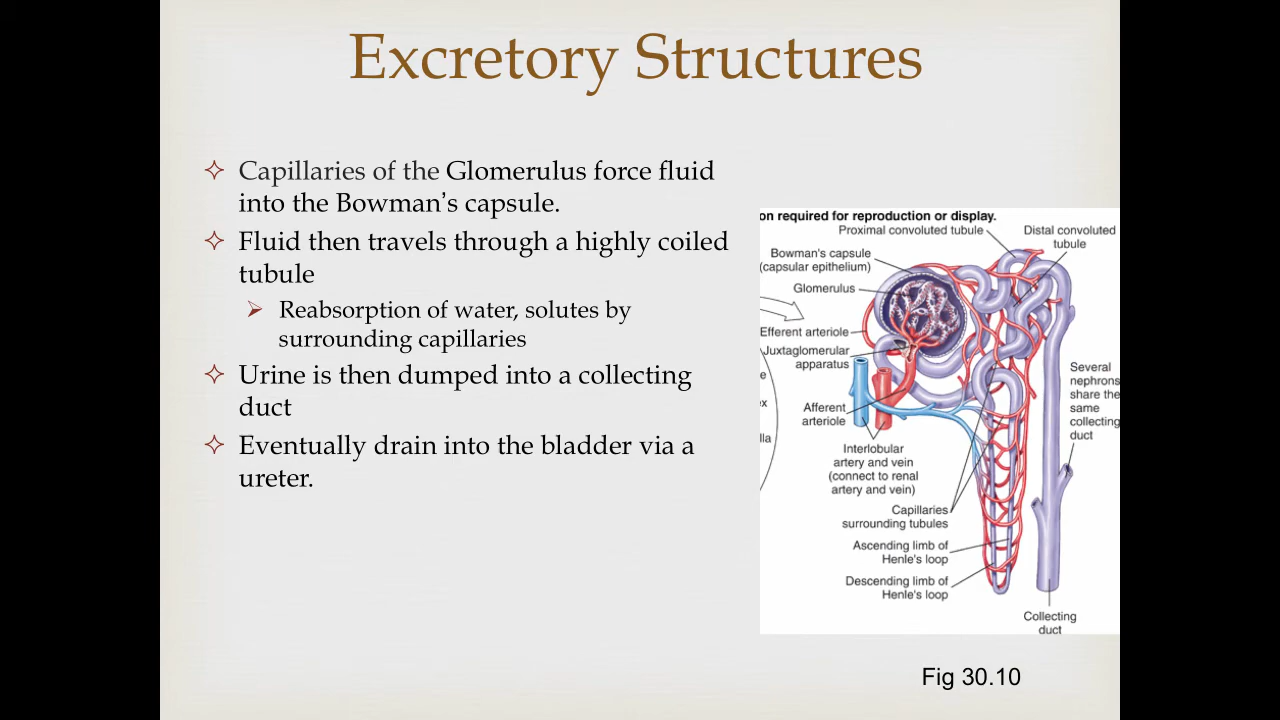 Excretory Structures
Capillaries of the Glomerulus force fluid
into the Bowman's capsule.
Fluid then travels through a highly coiled
tubule
Reabsorption of water, solutes by
surrounding capillaries
Urine is then dumped into a collecting
duct
Eventually drain into the bladder via a
ureter.
on required for reproduction or display.
Proximal convoluted tubule
Distal convoluted
tubule
Bowman's capsule
(capsular epithelium)
Glomerulus
Efferent arteriole
Juxtaglomerular
apparatus
Afferent
arteriole
Interlobular
artery and vein
(connect to renal
artery and vein)
Capillaries
surrounding tubules
Ascending limb of
Henle's loop
Descending limb of
Henle's loop
Several
nephrons
share the
same
collecting
duct
Collecting
duct
Fig 30.10